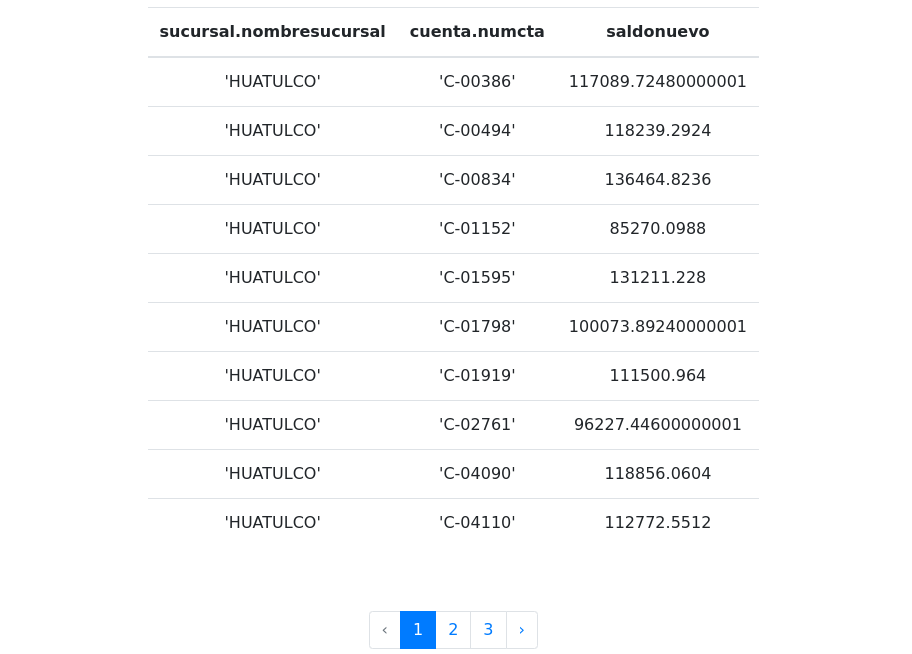 sucursal.nombresucursal cuenta.numcta saldonuevo
'HUATULCO' 'C-00386' 117089.72480000001
'HUATULCO' 'C-00494' 118239.2924
'HUATULCO' 'C-00834' 136464.8236
'HUATULCO' 'C-01152' 85270.0988
'HUATULCO' 'C-01595' 131211.228
'HUATULCO' 'C-01798' 100073.89240000001
'HUATULCO' 'C-01919' 111500.964
'HUATULCO' 'C-02761' 96227.44600000001
'HUATULCO' 'C-04090' 118856.0604
'HUATULCO' 'C-04110' 112772.5512
‹ 1 2 3 ›